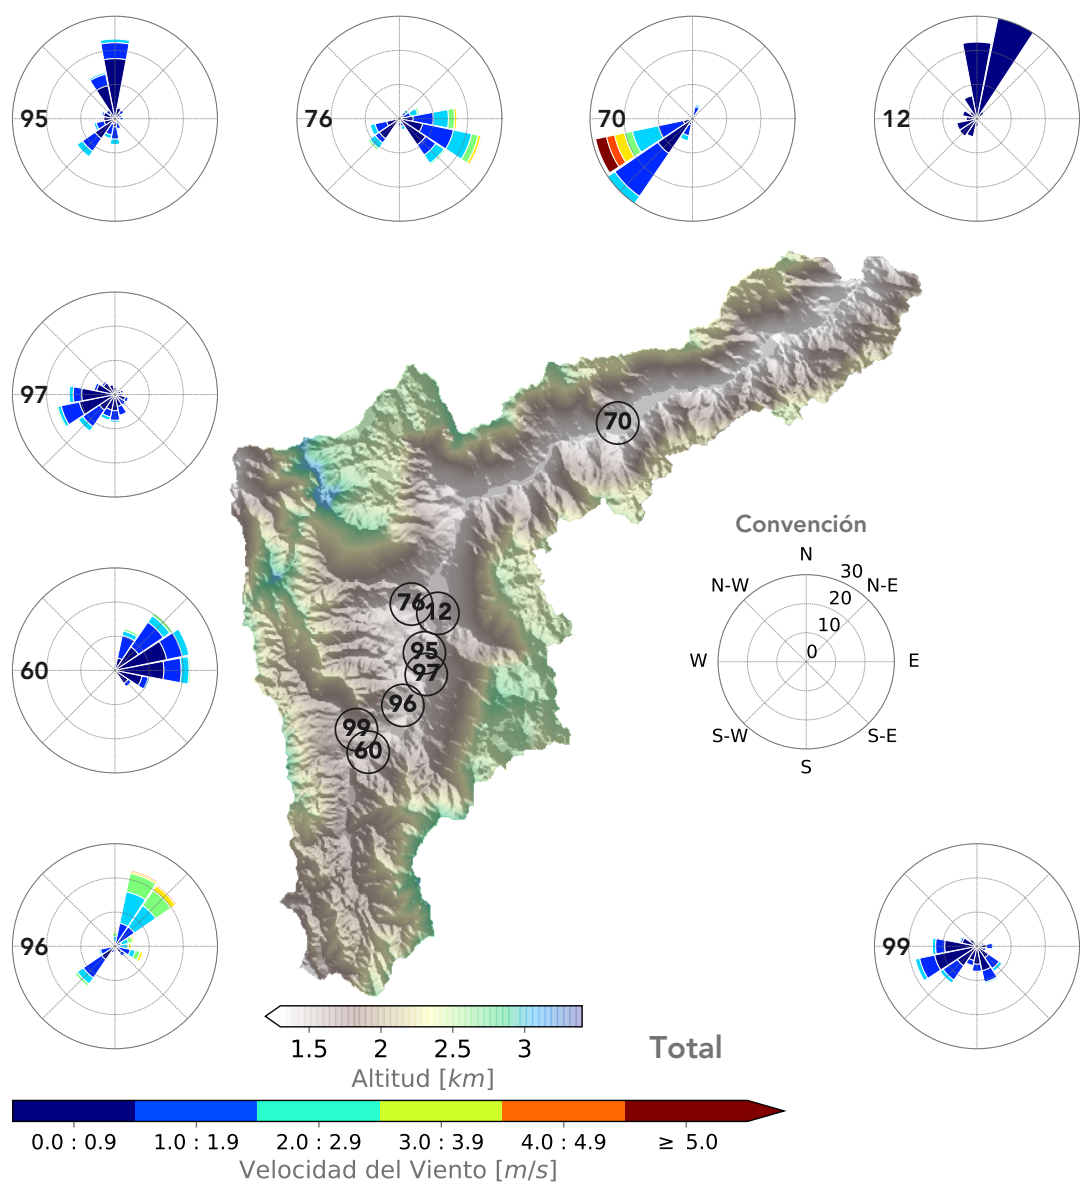 95
76
70
12
97
70
Convención
N
30
N-W
N-E
20
10
76
12
0
W
E
95
60
97
96
99
S-W
S-E
60
S
96
99
1.5
2
2.5
3
Total
Altitud [km]
0.0 : 0.9
1.0 : 1.9
2.0 : 2.9
3.0 : 3.9
4.0 : 4.9
≥ 5.0
Velocidad del Viento [m/s]